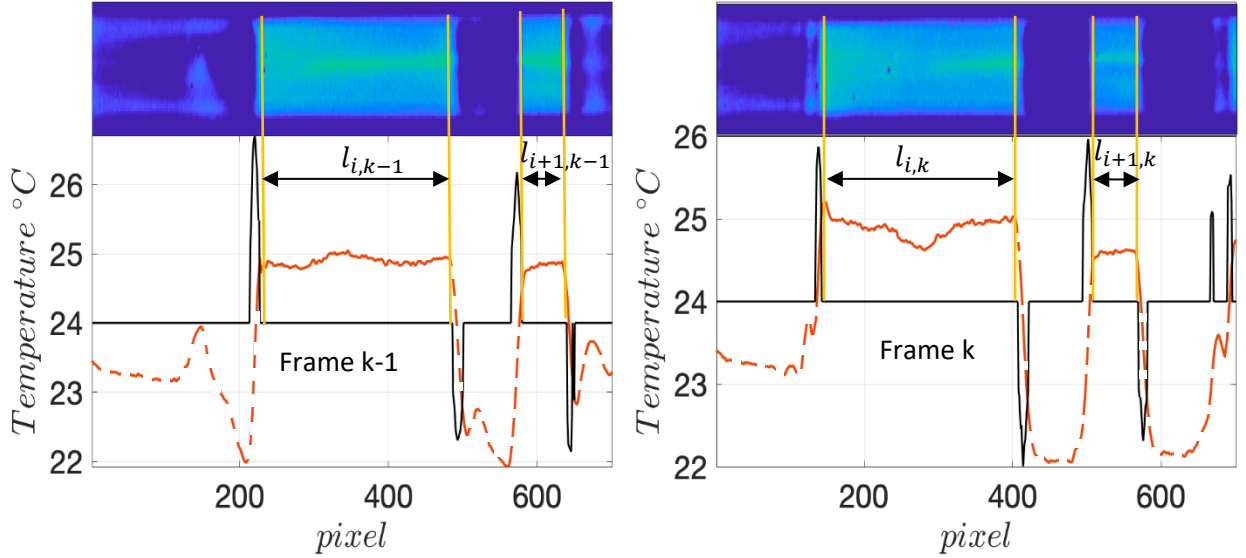 l_{i,k−1}
l_{i+1,k−1}
Temperature °C
26
25
24
23
22
Frame k-1
200
400
600
pixel
l_{i,k}
l_{i+1,k}
Temperature °C
26
25
24
23
22
Frame k
200
400
600
pixel